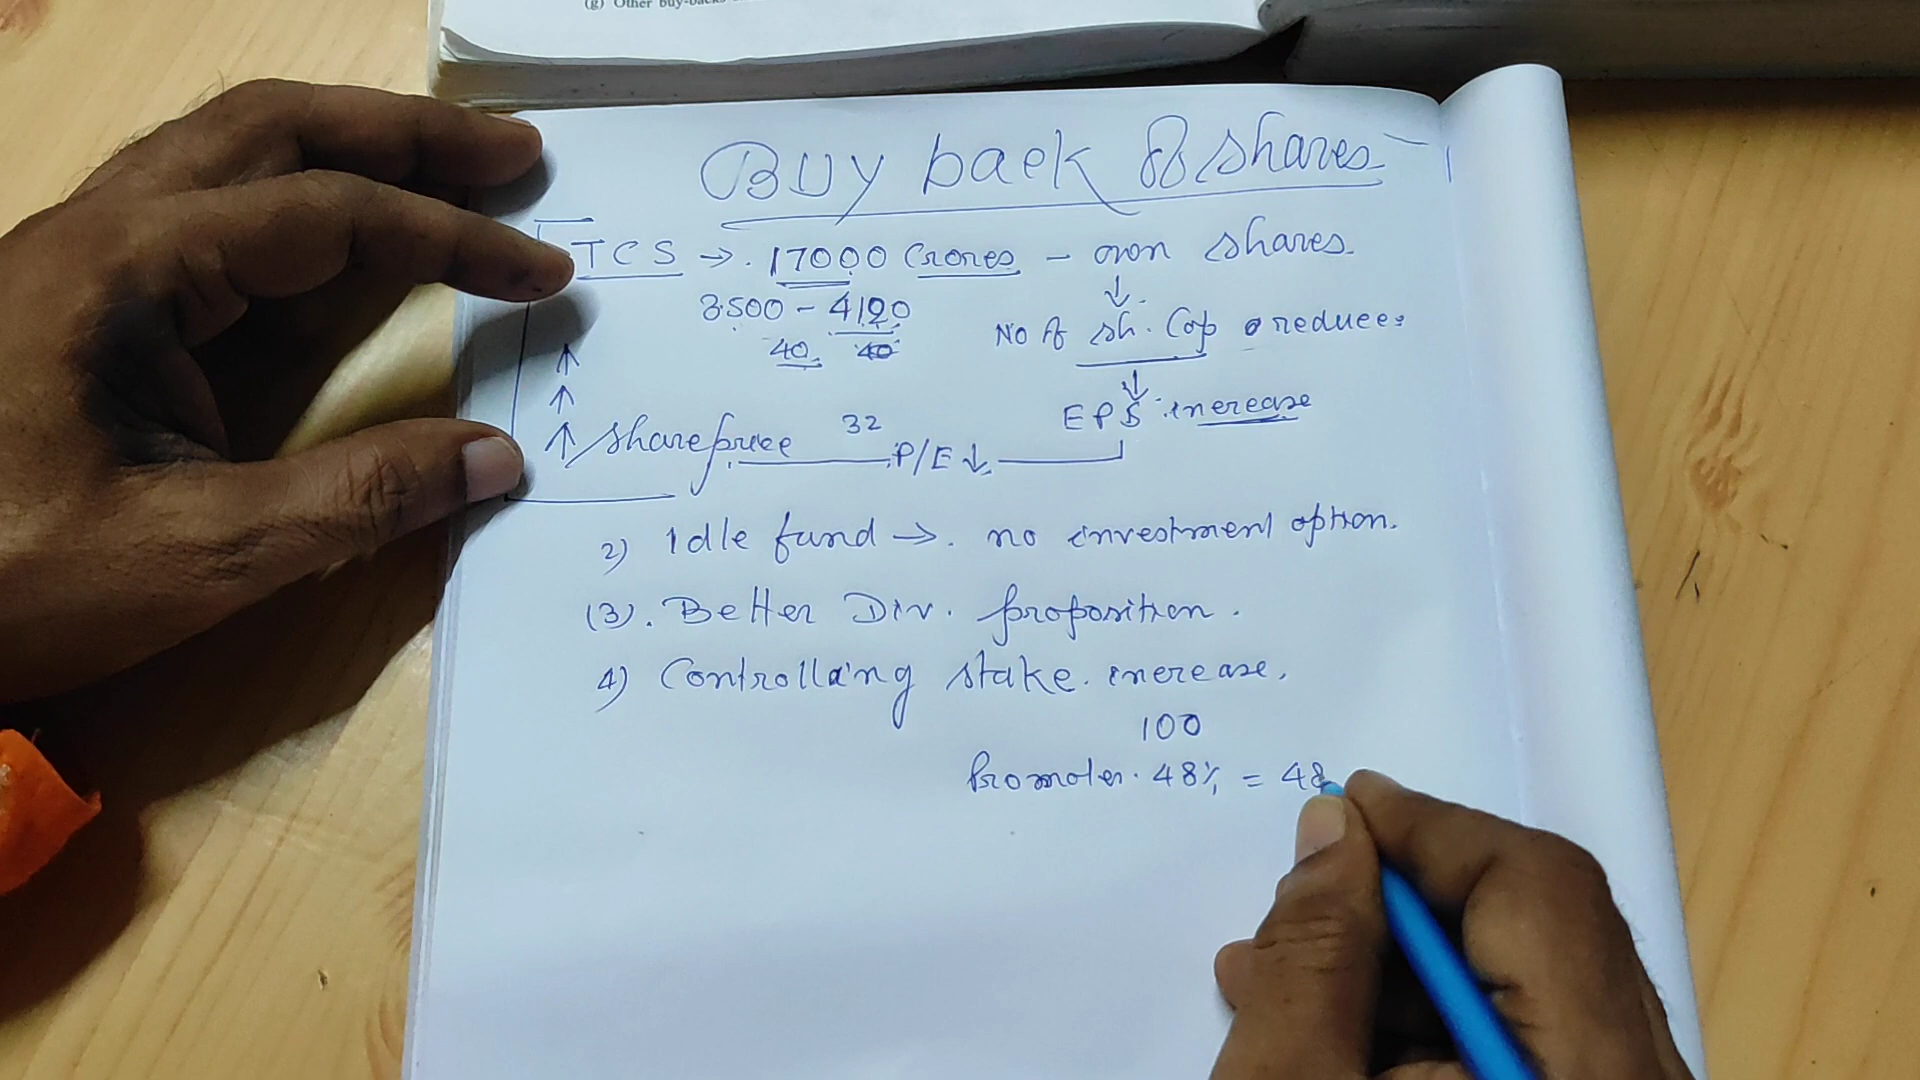 (g) Other buy-backs
Buy back of shares
TCS → 17000 Crores - own shares
3500 - 4120
40 40
↓
No of sh. Cap reduces
↓
EPS increase
↑
↑
↑ share price 32 P/E ↓
2) Idle fund → no investment option.
(3). Better Div. proposition.
4) Controlling stake increase.
100
Promoter. 48% = 48